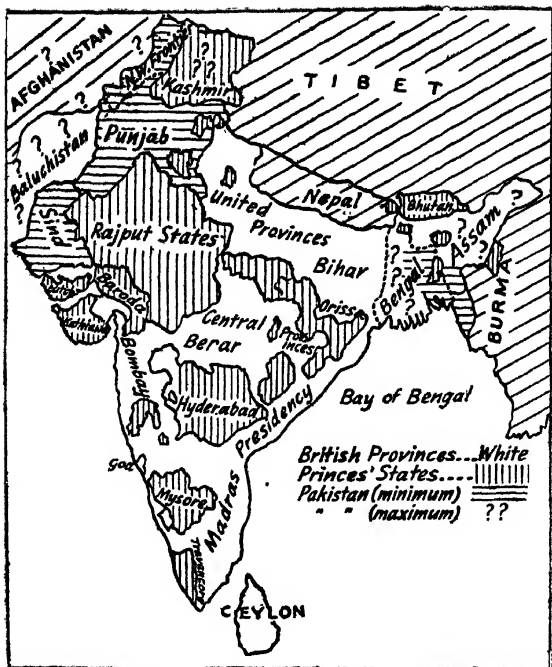 AFGHANISTAN
? ? ? ? ? ?
N.W. Frontier
? ? ? ?
Kashmir
TIBET
Punjab
Baluchistan
? ?
Sind
Rajput States
United
Provinces
Nepal
Bhutan
?
Assam
? ?
Bihar
Bengal
? ?
BURMA
Baroda
Central
Berar
Provinces
Orissa
Bombay
Hyderabad
Presidency
Bay of Bengal
Goa
Mysore
Madras
Travancore
CEYLON
British Provinces....White
Princes' States.....
Pakistan (minimum)
" " (maximum) ??